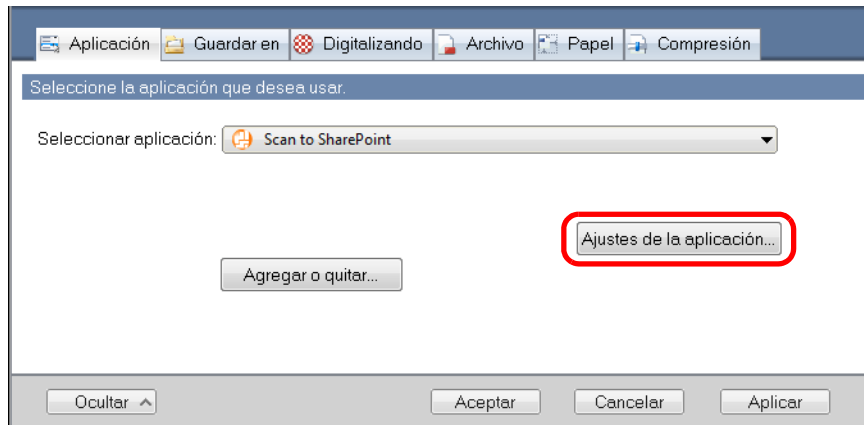 Aplicación Guardar en Digitalizando Archivo Papel Compresión
Seleccione la aplicación que desea usar.
Seleccionar aplicación: Scan to SharePoint
Ajustes de la aplicación...
Agregar o quitar...
Ocultar Aceptar Cancelar Aplicar